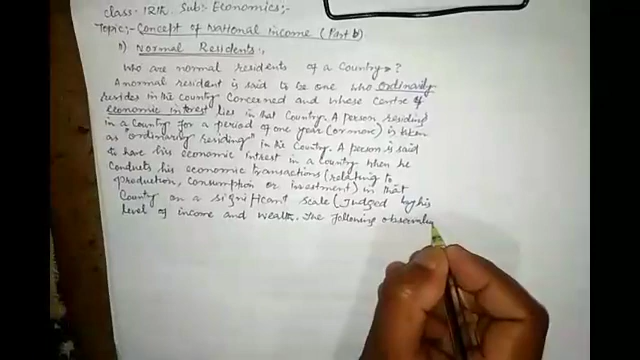 class:- 12th. Sub:- Economics;-
Topic;- Concept of National Income (Part 6)
1) Normal Residents:,
Who are normal residents of a Country→?
A normal resident is said to be one who ordinarily
resides in the country Concerned and whose centre of
economic interest lies in that Country. A person residing
in a Country for a period of one year (or more) is taken
as "ordinarily residing" in the Country. A person is said
to have his economic interest in a country when he
Conducts his economic transactions (relating to
production, Consumption or investment) in that
Country on a significant scale (Judged by his
level of income and wealth. The following